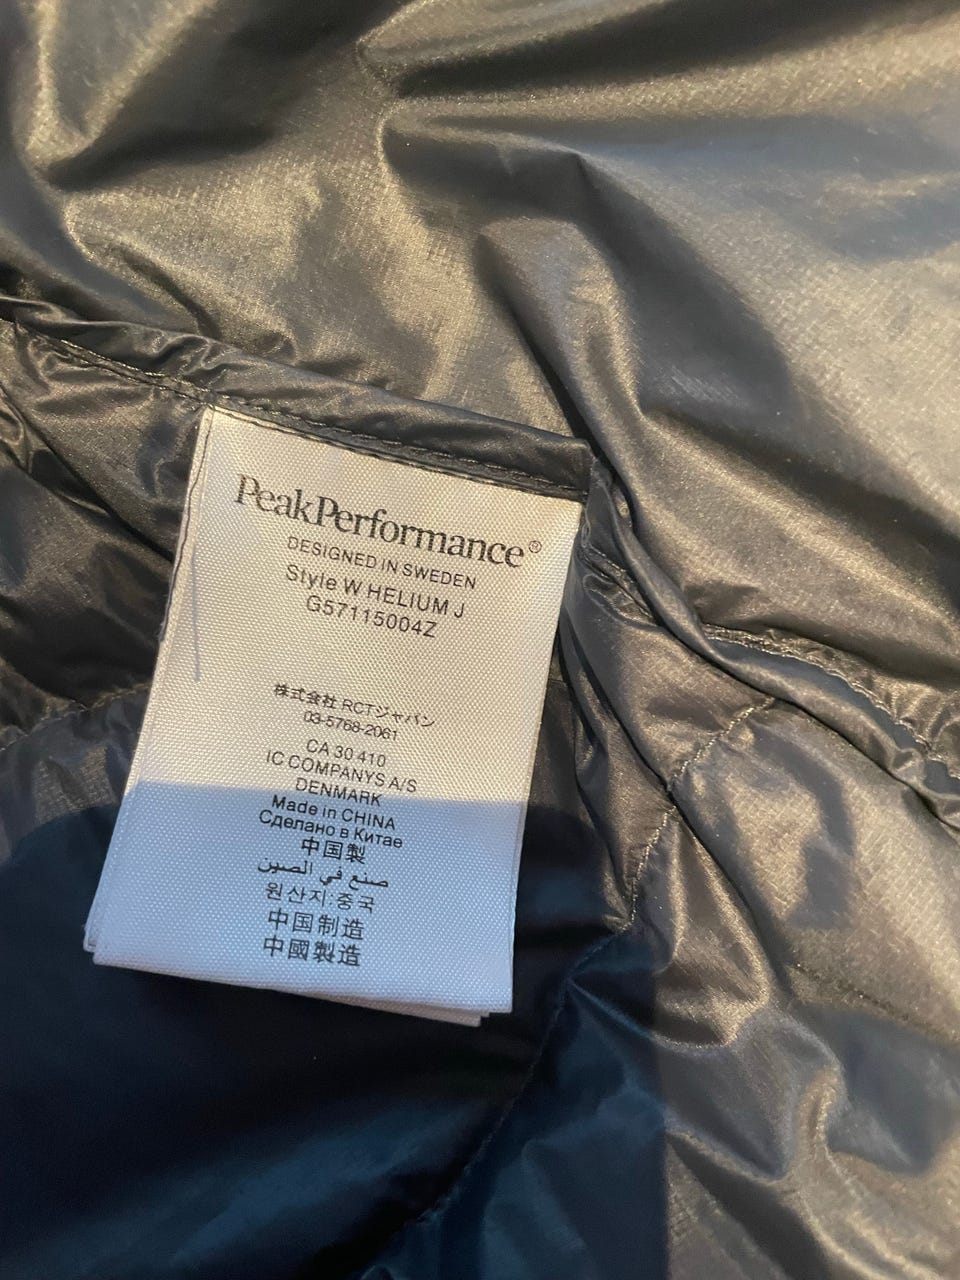 PeakPerformance®
DESIGNED IN SWEDEN
Style W HELIUM J
G57115004Z
株式会社 RCTジャパン
03-5768-2061
CA 30 410
IC COMPANYS A/S
DENMARK
Made in CHINA
Сделано в Китае
中国製
صنع في الصين
원산지:중국
中国制造
中國製造